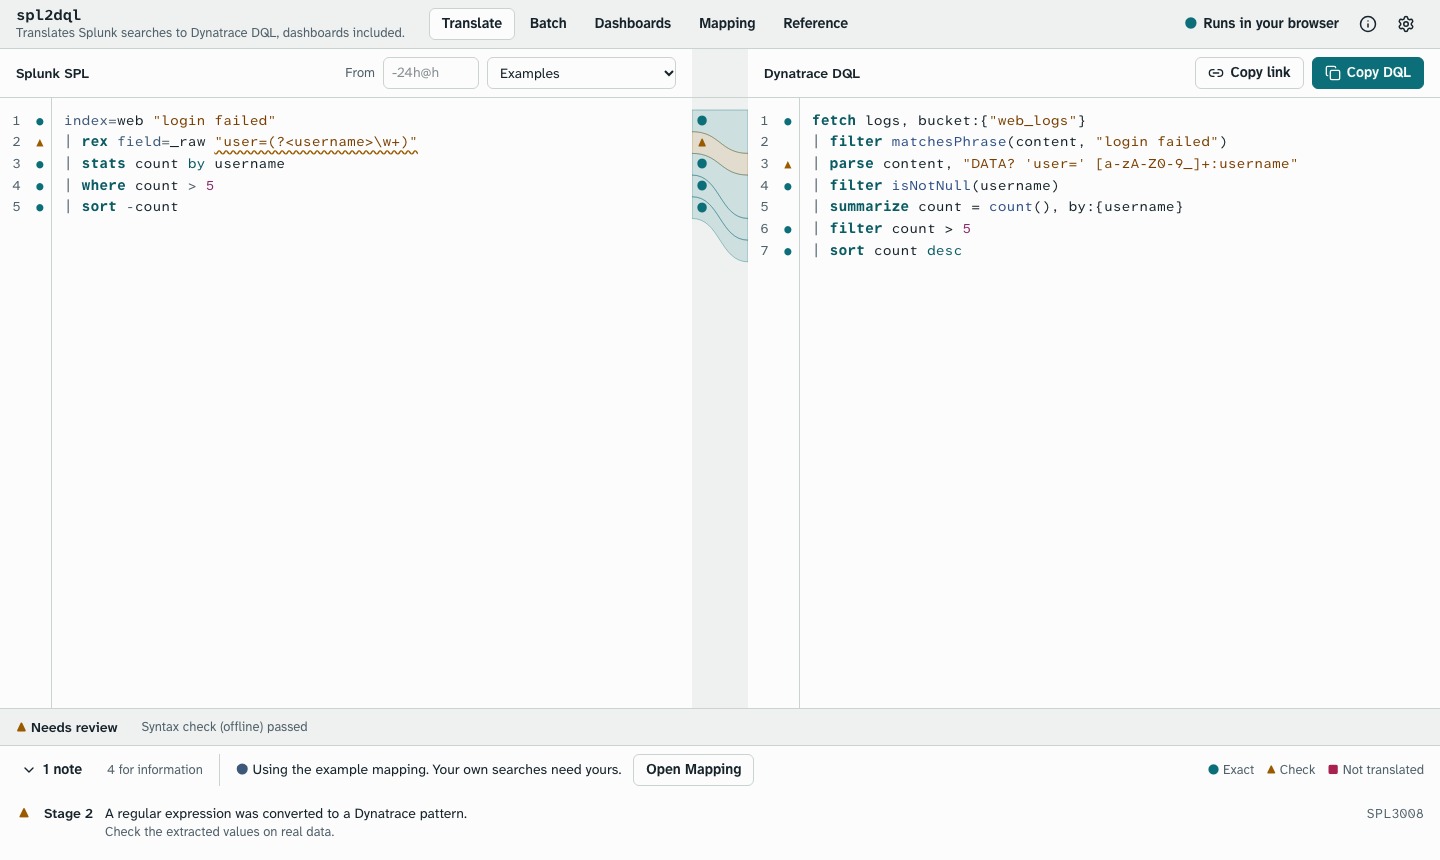 spl2dql
Translates Splunk searches to Dynatrace DQL, dashboards included.
Translate Batch Dashboards Mapping Reference
Runs in your browser
Splunk SPL
From -24h@h Examples
Dynatrace DQL
Copy link Copy DQL
1 index=web "login failed"
2 | rex field=_raw "user=(?<username>\w+)"
3 | stats count by username
4 | where count > 5
5 | sort -count
1 fetch logs, bucket:{"web_logs"}
2 | filter matchesPhrase(content, "login failed")
3 | parse content, "DATA? 'user=' [a-zA-Z0-9_]+:username"
4 | filter isNotNull(username)
5 | summarize count = count(), by:{username}
6 | filter count > 5
7 | sort count desc
Needs review Syntax check (offline) passed
1 note 4 for information Using the example mapping. Your own searches need yours. Open Mapping
Exact Check Not translated
Stage 2 A regular expression was converted to a Dynatrace pattern. SPL3008
Check the extracted values on real data.